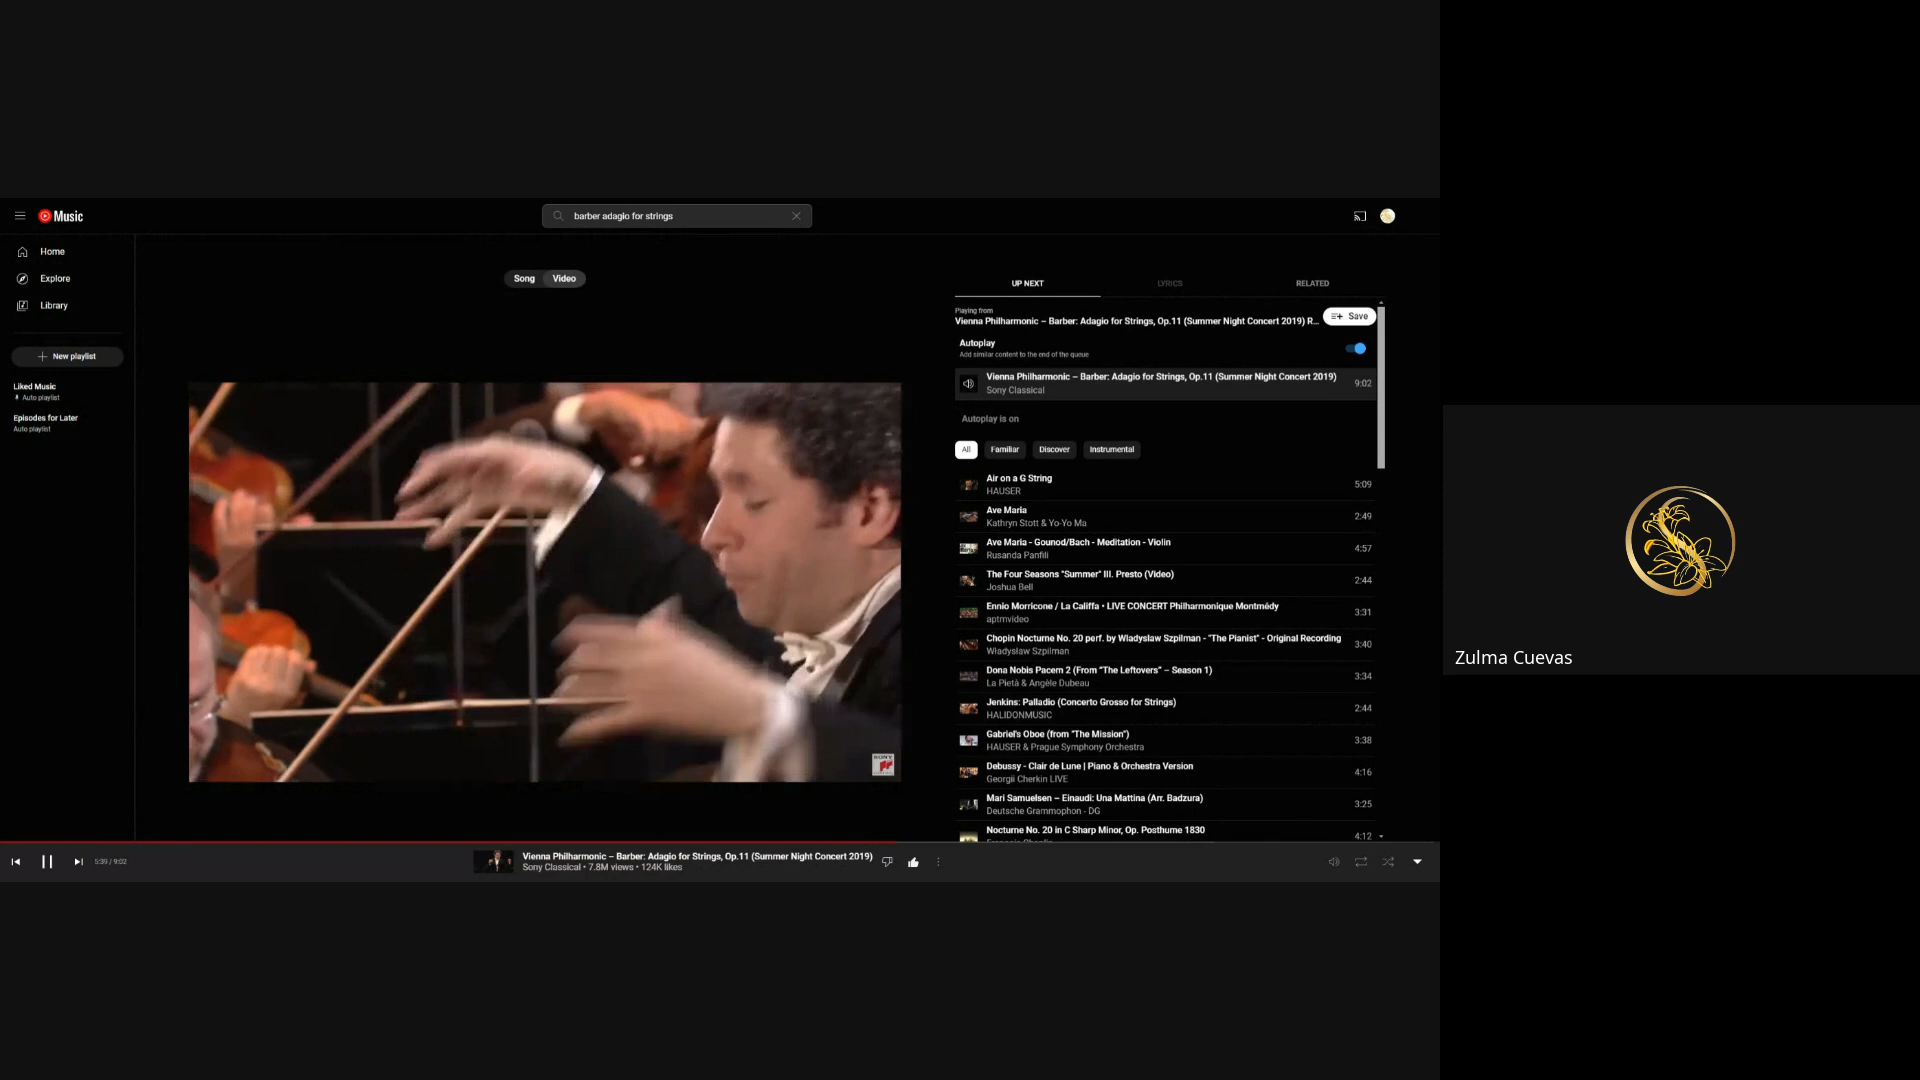 Music
barber adagio for strings
Home
Explore
Library
New playlist
Liked Music
Auto playlist
Episodes for Later
Auto playlist
Song
Video
SONY
UP NEXT
LYRICS
RELATED
Playing from
Vienna Philharmonic – Barber: Adagio for Strings, Op.11 (Summer Night Concert 2019) R...
Save
Autoplay
Add similar content to the end of the queue
Vienna Philharmonic – Barber: Adagio for Strings, Op.11 (Summer Night Concert 2019)
Sony Classical
9:02
Autoplay is on
All
Familiar
Discover
Instrumental
Air on a G String
HAUSER
5:09
Ave Maria
Kathryn Stott & Yo-Yo Ma
2:49
Ave Maria - Gounod/Bach - Meditation - Violin
Rusanda Panfili
4:57
The Four Seasons "Summer" III. Presto (Video)
Joshua Bell
2:44
Ennio Morricone / La Califfa • LIVE CONCERT Philharmonique Montmédy
aptmvideo
3:31
Chopin Nocturne No. 20 perf. by Wladyslaw Szpilman - "The Pianist" - Original Recording
Władysław Szpilman
3:40
Dona Nobis Pacem 2 (From “The Leftovers” – Season 1)
La Pietà & Angèle Dubeau
3:34
Jenkins: Palladio (Concerto Grosso for Strings)
HALIDONMUSIC
2:44
Gabriel's Oboe (from "The Mission")
HAUSER & Prague Symphony Orchestra
3:38
Debussy - Clair de Lune | Piano & Orchestra Version
Georgii Cherkin LIVE
4:16
Mari Samuelsen – Einaudi: Una Mattina (Arr. Badzura)
Deutsche Grammophon - DG
3:25
Nocturne No. 20 in C Sharp Minor, Op. Posthume 1830
4:12
5:39 / 9:02
Vienna Philharmonic – Barber: Adagio for Strings, Op.11 (Summer Night Concert 2019)
Sony Classical • 7.8M views • 124K likes
Zulma Cuevas